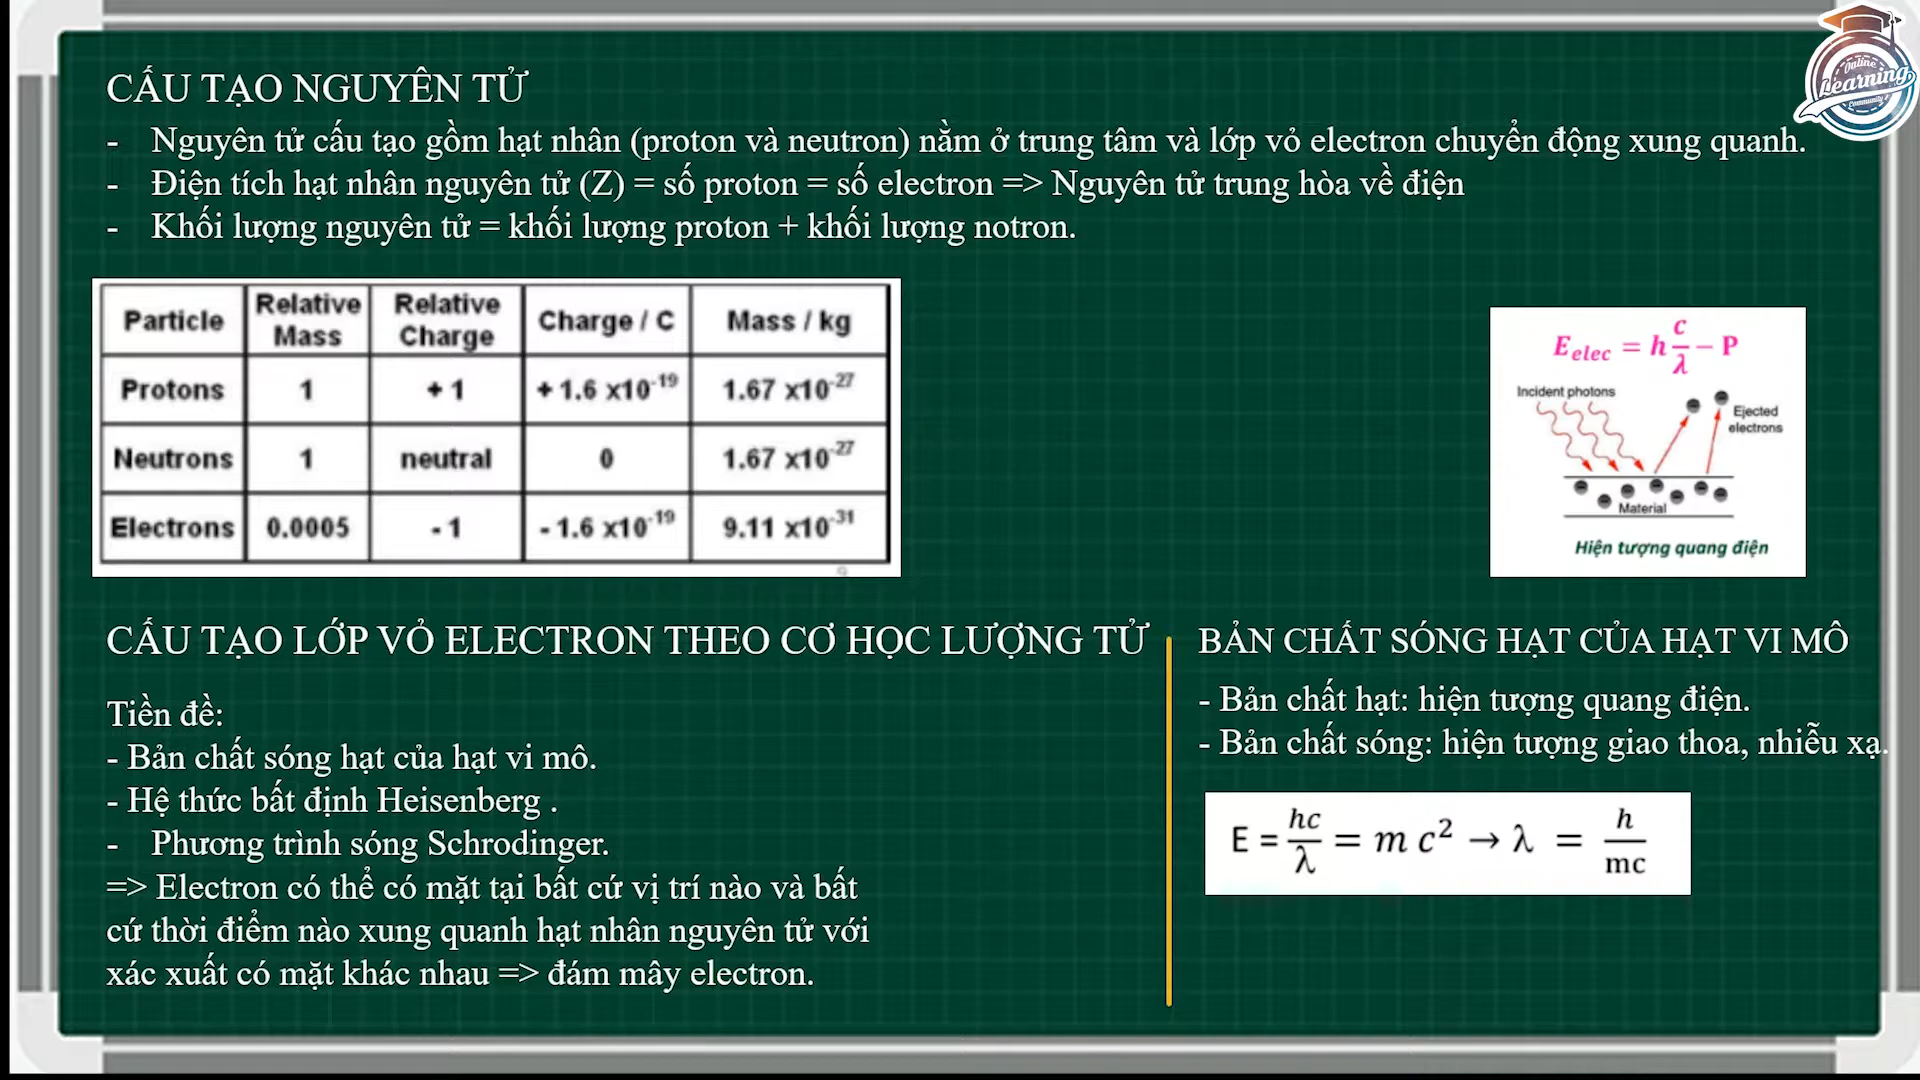 Online
Learning
Community
CẤU TẠO NGUYÊN TỬ
- Nguyên tử cấu tạo gồm hạt nhân (proton và neutron) nằm ở trung tâm và lớp vỏ electron chuyển động xung quanh.
- Điện tích hạt nhân nguyên tử (Z) = số proton = số electron => Nguyên tử trung hòa về điện
- Khối lượng nguyên tử = khối lượng proton + khối lượng notron.
Particle Relative Mass Relative Charge Charge / C Mass / kg
Protons 1 + 1 + 1.6 x10⁻¹⁹ 1.67 x10⁻²⁷
Neutrons 1 neutral 0 1.67 x10⁻²⁷
Electrons 0.0005 - 1 - 1.6 x10⁻¹⁹ 9.11 x10⁻³¹
E_elec = h c/λ − P
Incident photons
Ejected
electrons
Material
Hiện tượng quang điện
CẤU TẠO LỚP VỎ ELECTRON THEO CƠ HỌC LƯỢNG TỬ
Tiền đề:
- Bản chất sóng hạt của hạt vi mô.
- Hệ thức bất định Heisenberg .
- Phương trình sóng Schrodinger.
=> Electron có thể có mặt tại bất cứ vị trí nào và bất
cứ thời điểm nào xung quanh hạt nhân nguyên tử với
xác xuất có mặt khác nhau => đám mây electron.
BẢN CHẤT SÓNG HẠT CỦA HẠT VI MÔ
- Bản chất hạt: hiện tượng quang điện.
- Bản chất sóng: hiện tượng giao thoa, nhiễu xạ.
E = hc/λ = m c² → λ = h/mc